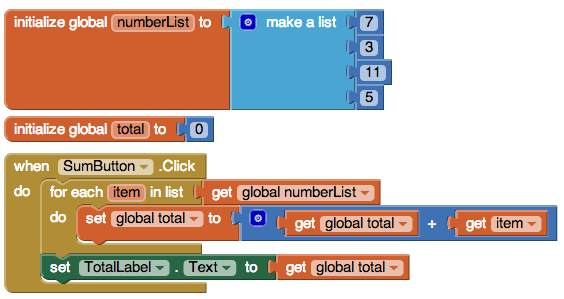 initialize global numberList to make a list 7
3
11
5
initialize global total to 0
when SumButton .Click
do for each item in list get global numberList
do set global total to get global total + get item
set TotalLabel . Text to get global total